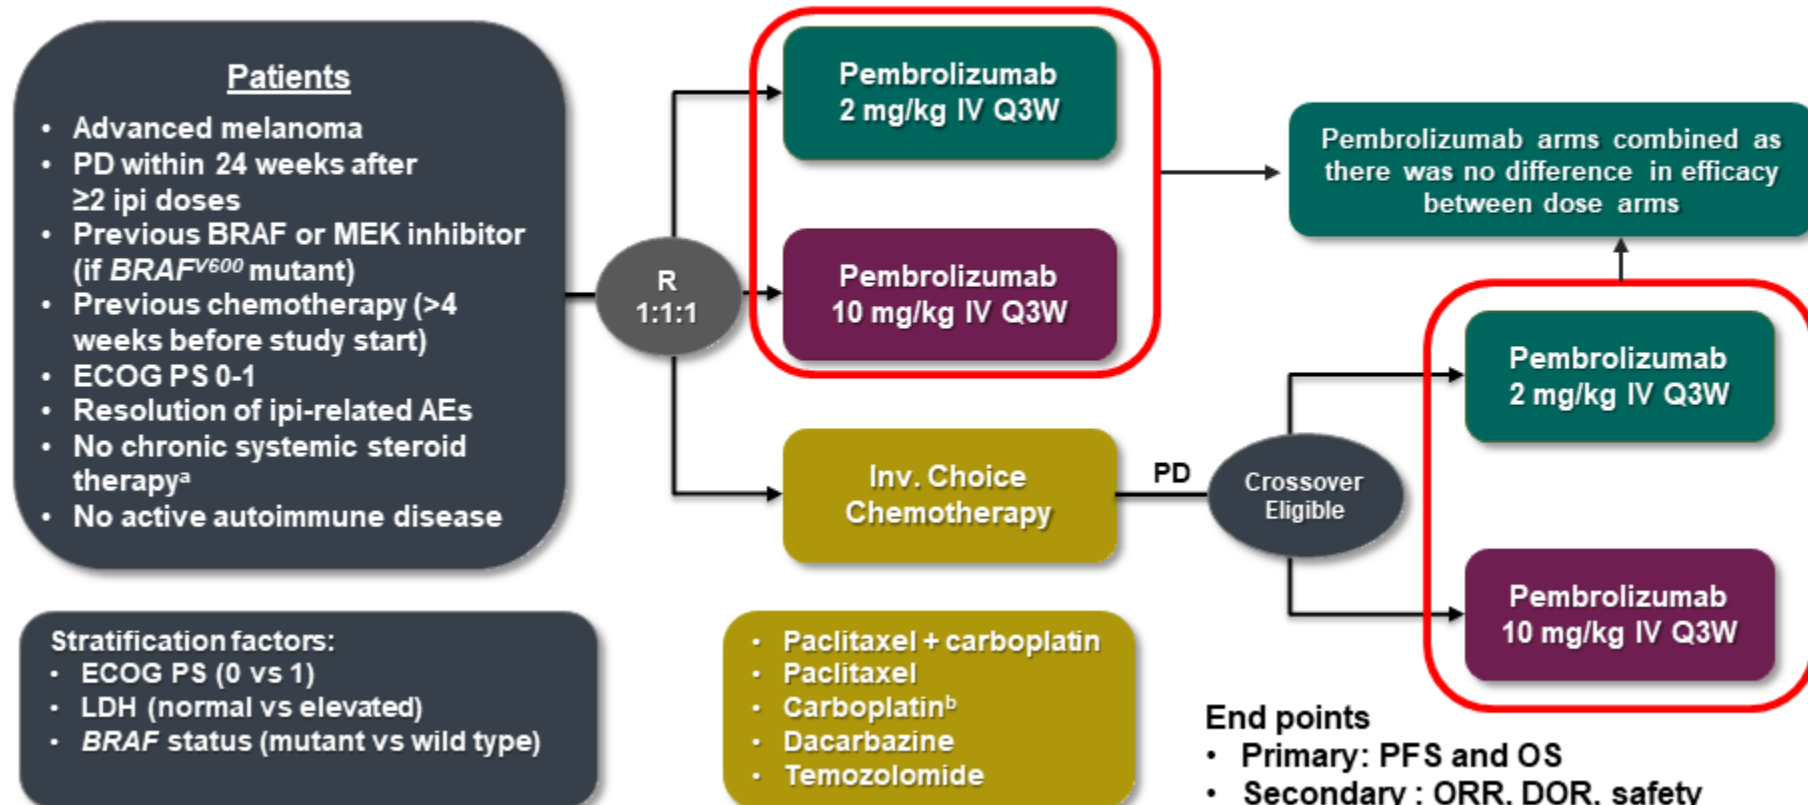 Patients
• Advanced melanoma
• PD within 24 weeks after
≥2 ipi doses
• Previous BRAF or MEK inhibitor
(if BRAFV600 mutant)
• Previous chemotherapy (>4
weeks before study start)
• ECOG PS 0-1
• Resolution of ipi-related AEs
• No chronic systemic steroid
therapyᵃ
• No active autoimmune disease
Stratification factors:
• ECOG PS (0 vs 1)
• LDH (normal vs elevated)
• BRAF status (mutant vs wild type)
R
1:1:1
Pembrolizumab
2 mg/kg IV Q3W
Pembrolizumab
10 mg/kg IV Q3W
Inv. Choice
Chemotherapy
• Paclitaxel + carboplatin
• Paclitaxel
• Carboplatinᵇ
• Dacarbazine
• Temozolomide
PD
Crossover
Eligible
Pembrolizumab arms combined as
there was no difference in efficacy
between dose arms
Pembrolizumab
2 mg/kg IV Q3W
Pembrolizumab
10 mg/kg IV Q3W
End points
• Primary: PFS and OS
• Secondary : ORR, DOR, safety